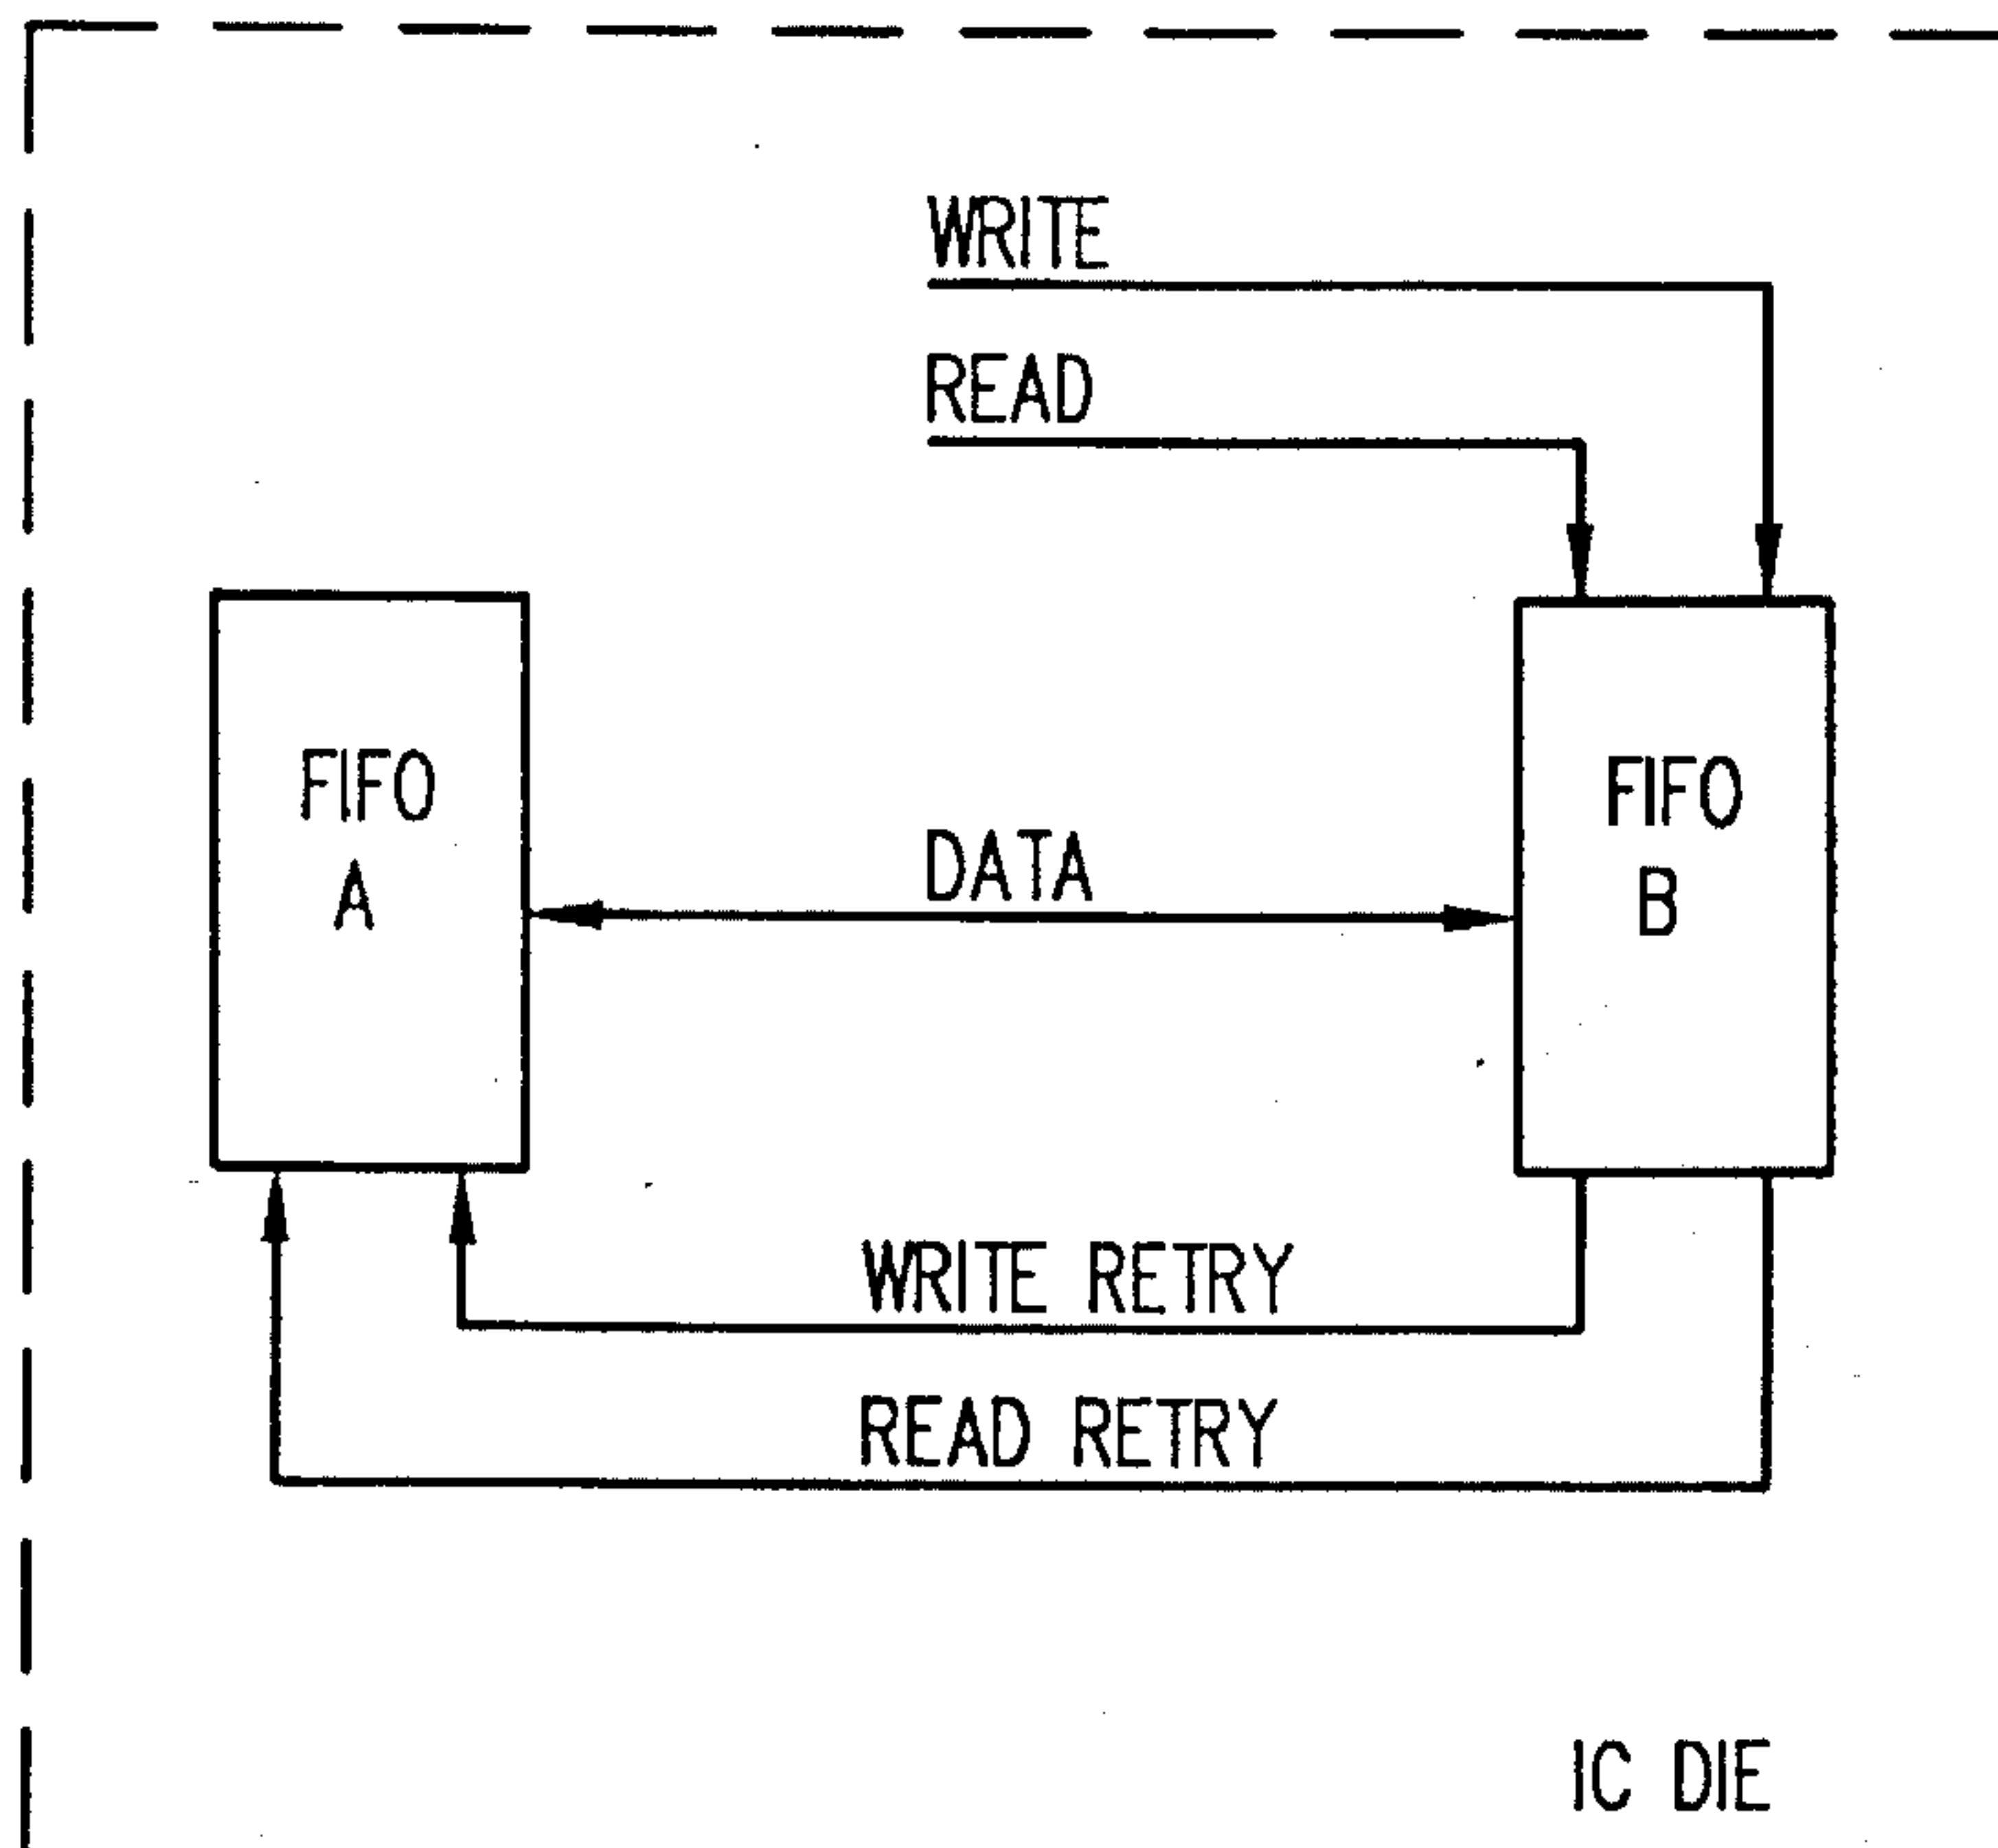 WRITE
READ
FIFO
A
DATA
FIFO
B
WRITE RETRY
READ RETRY
IC DIE